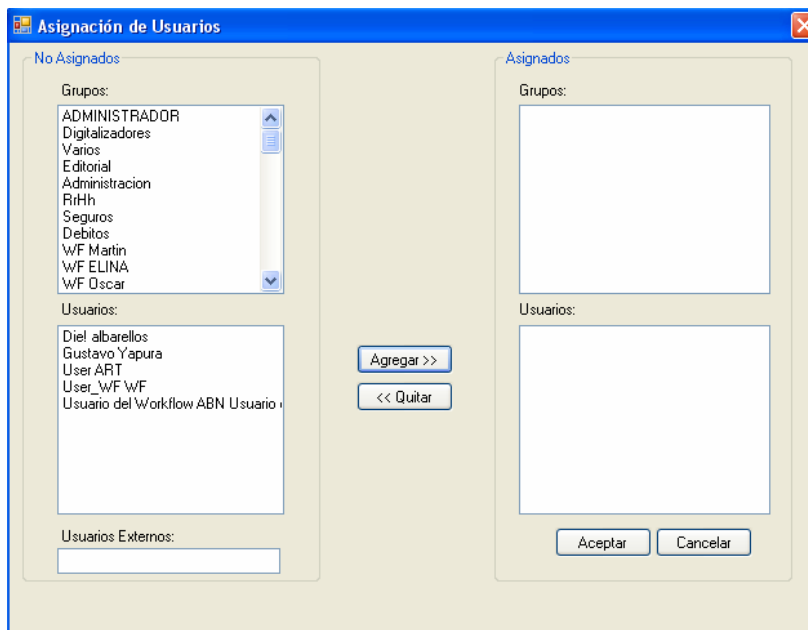 Asignación de Usuarios
No Asignados
Grupos:
ADMINISTRADOR
Digitalizadores
Varios
Editorial
Administracion
RrHh
Seguros
Debitos
WF Martin
WF ELINA
WF Oscar
Usuarios:
Die! albarellos
Gustavo Yapura
User ART
User_WF WF
Usuario del Workflow ABN Usuario
Usuarios Externos:
Agregar >>
<< Quitar
Asignados
Grupos:
Usuarios:
Aceptar
Cancelar